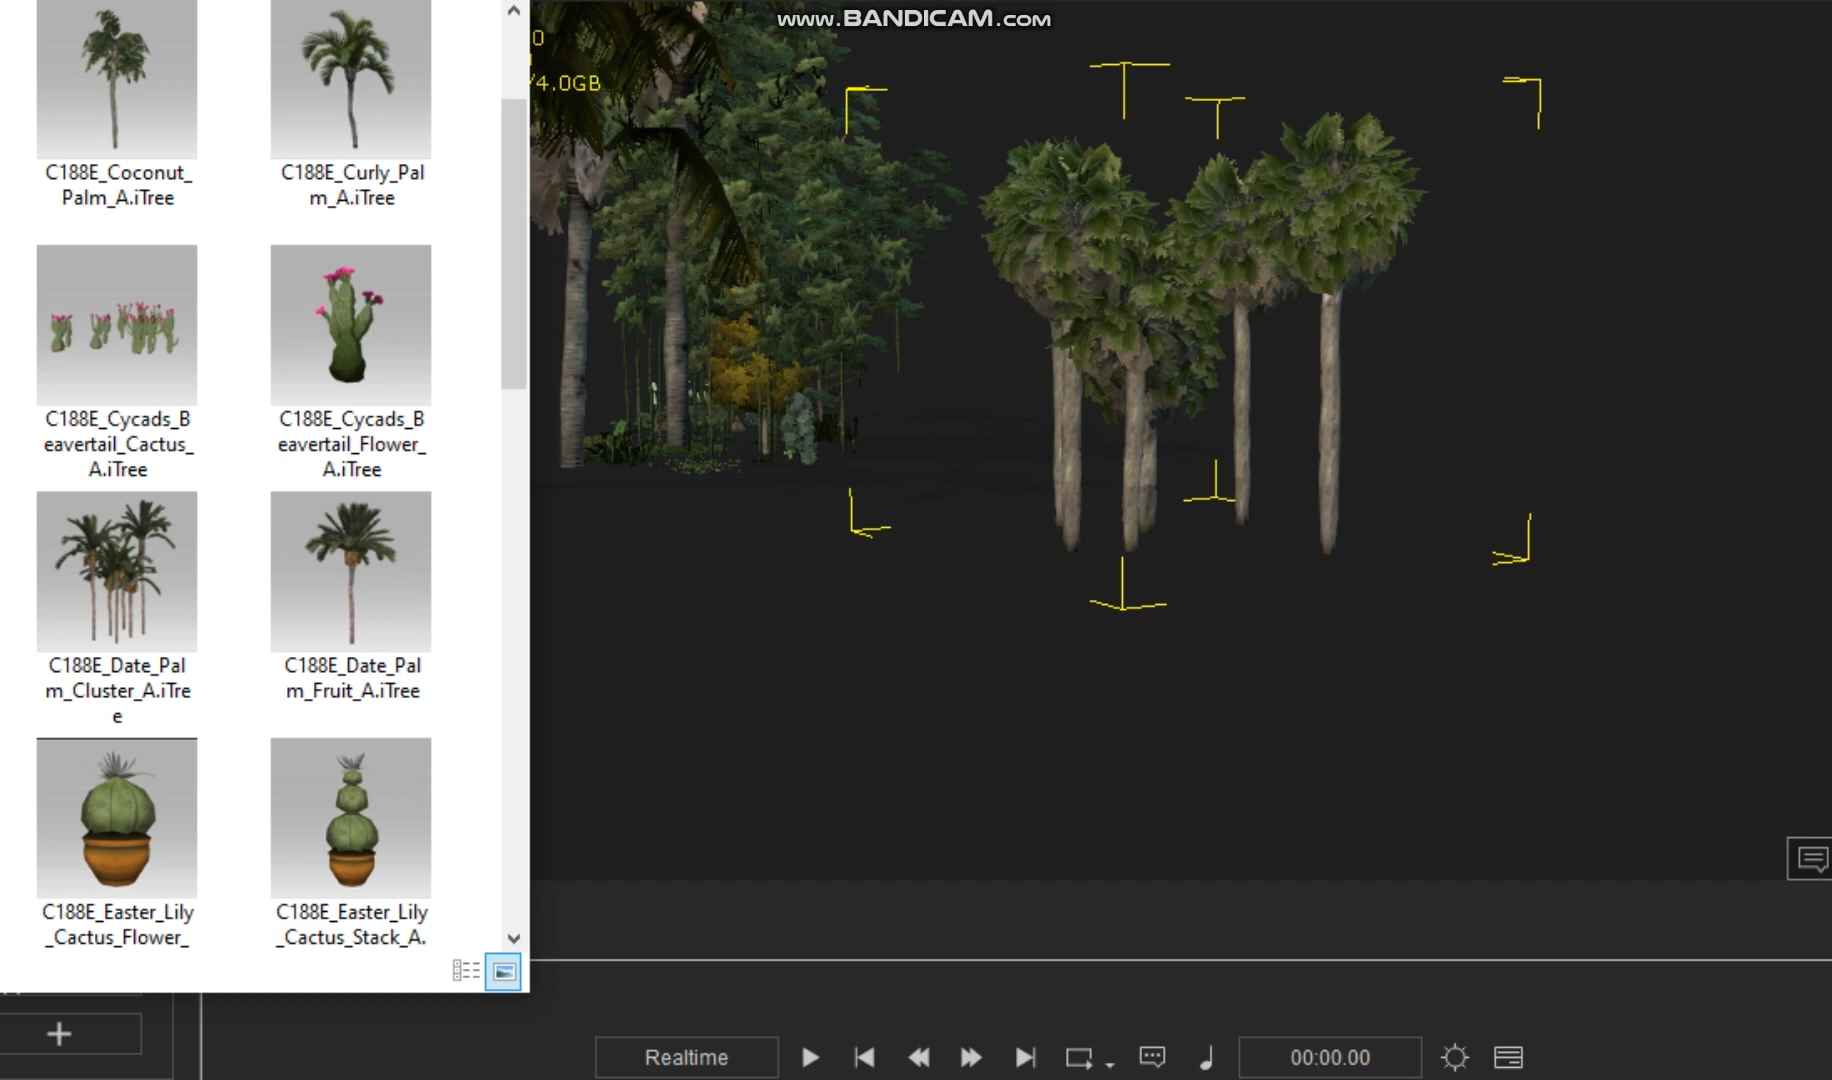 www.BANDICAM.com
0
/4.0GB
C188E_Coconut_
Palm_A.iTree
C188E_Curly_Pal
m_A.iTree
C188E_Cycads_B
eavertail_Cactus_
A.iTree
C188E_Cycads_B
eavertail_Flower_
A.iTree
C188E_Date_Pal
m_Cluster_A.iTre
e
C188E_Date_Pal
m_Fruit_A.iTree
C188E_Easter_Lily
_Cactus_Flower_
C188E_Easter_Lily
_Cactus_Stack_A.
Realtime
00:00.00